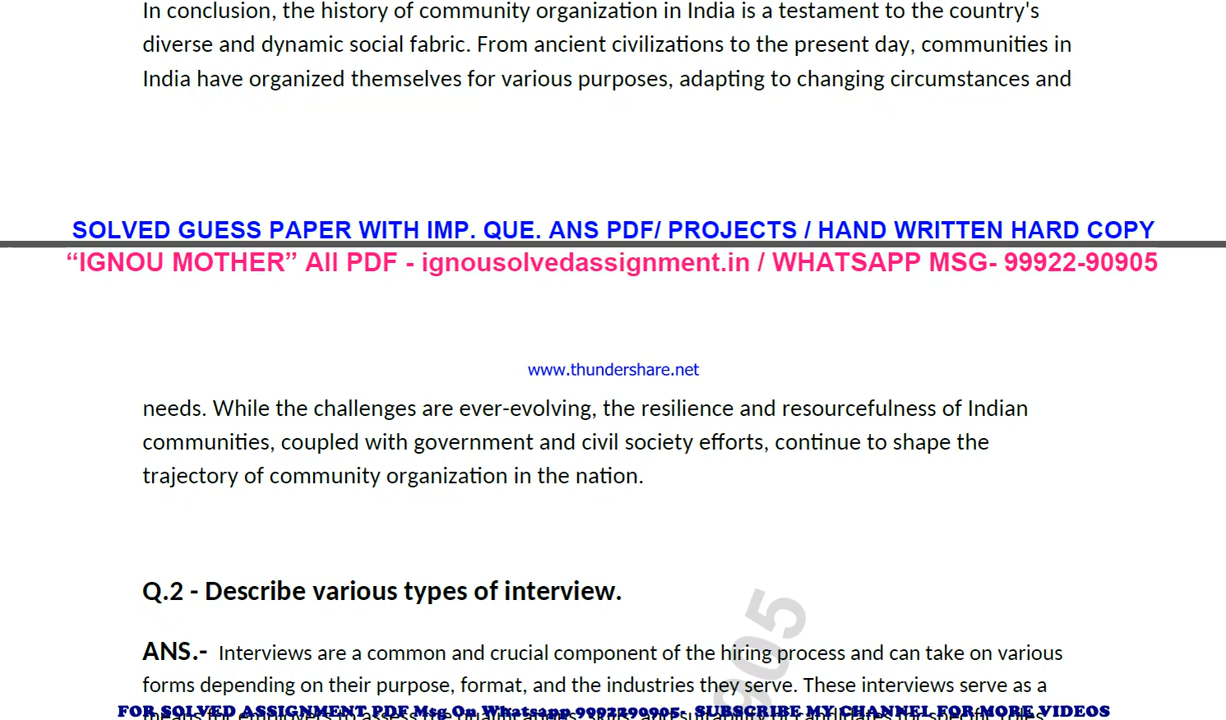 In conclusion, the history of community organization in India is a testament to the country's
diverse and dynamic social fabric. From ancient civilizations to the present day, communities in
India have organized themselves for various purposes, adapting to changing circumstances and
SOLVED GUESS PAPER WITH IMP. QUE. ANS PDF/ PROJECTS / HAND WRITTEN HARD COPY
“IGNOU MOTHER” All PDF - ignousolvedassignment.in / WHATSAPP MSG- 99922-90905
www.thundershare.net
needs. While the challenges are ever-evolving, the resilience and resourcefulness of Indian
communities, coupled with government and civil society efforts, continue to shape the
trajectory of community organization in the nation.
Q.2 - Describe various types of interview.
ANS.- Interviews are a common and crucial component of the hiring process and can take on various
forms depending on their purpose, format, and the industries they serve. These interviews serve as a
FOR SOLVED ASSIGNMENT PDF Msg On Whatsapp 9992290905- SUBSCRIBE MY CHANNEL FOR MORE VIDEOS
905